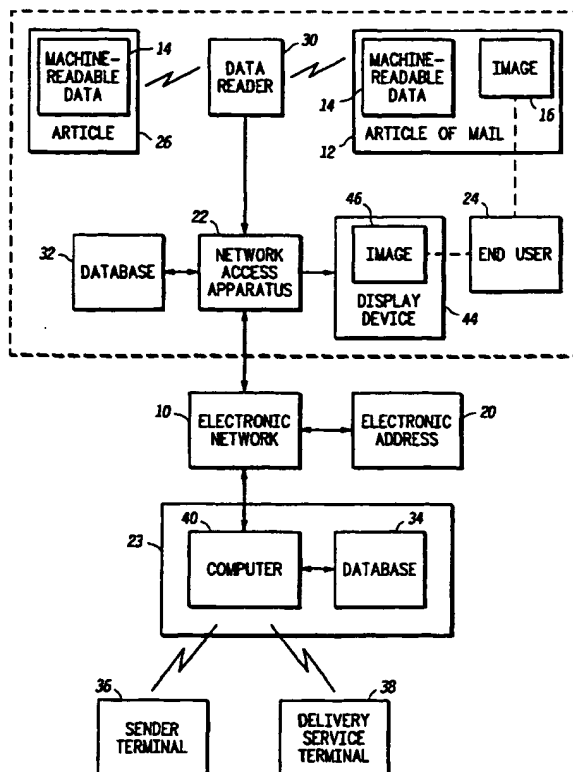 14
MACHINE-
READABLE
DATA
ARTICLE
26
30
DATA
READER
MACHINE-
READABLE
DATA
14
IMAGE
16
ARTICLE OF MAIL
12
32
DATABASE
22
NETWORK
ACCESS
APPARATUS
46
IMAGE
DISPLAY
DEVICE
44
24
END USER
10
ELECTRONIC
NETWORK
20
ELECTRONIC
ADDRESS
23
40
COMPUTER
34
DATABASE
36
SENDER
TERMINAL
38
DELIVERY
SERVICE
TERMINAL